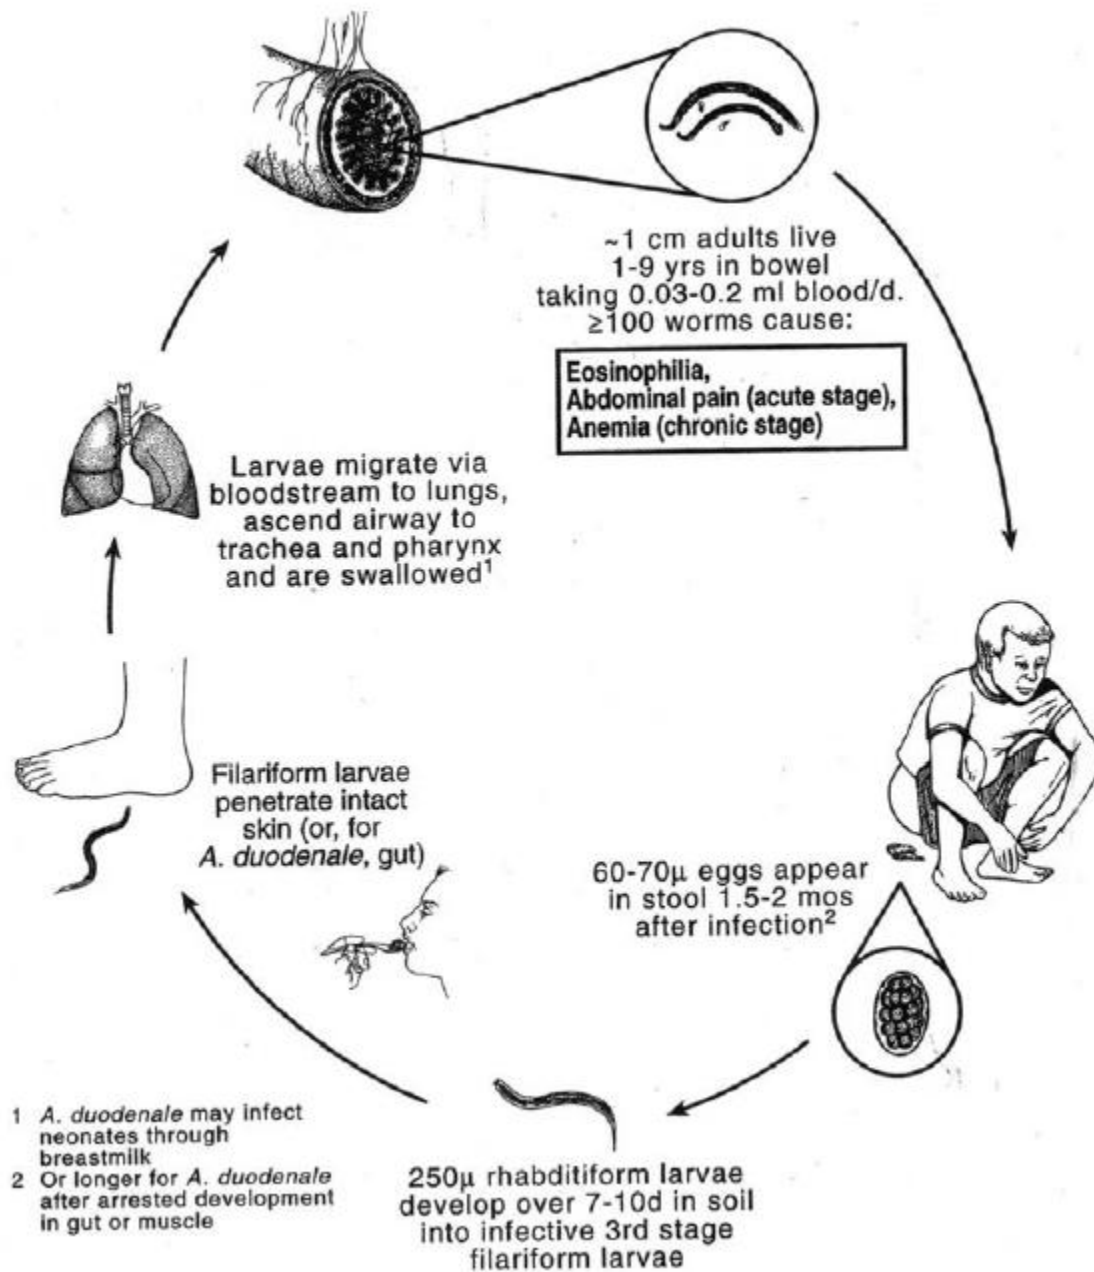 ~1 cm adults live
1-9 yrs in bowel
taking 0.03-0.2 ml blood/d.
≥100 worms cause:
Eosinophilia,
Abdominal pain (acute stage),
Anemia (chronic stage)
Larvae migrate via
bloodstream to lungs,
ascend airway to
trachea and pharynx
and are swallowed¹
Filariform larvae
penetrate intact
skin (or, for
A. duodenale, gut)
60-70μ eggs appear
in stool 1.5-2 mos
after infection²
250μ rhabditiform larvae
develop over 7-10d in soil
into infective 3rd stage
filariform larvae
1 A. duodenale may infect
neonates through
breastmilk
2 Or longer for A. duodenale
after arrested development
in gut or muscle